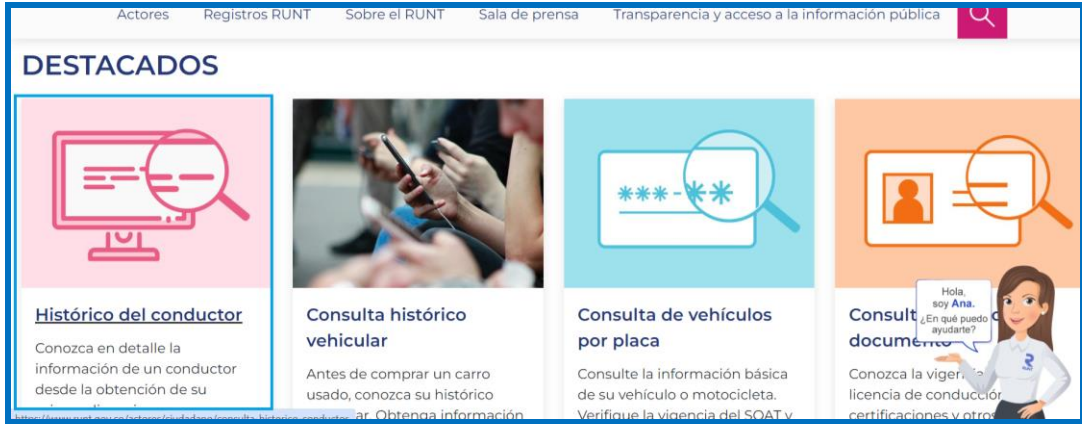 Actores Registros RUNT Sobre el RUNT Sala de prensa Transparencia y acceso a la información pública
DESTACADOS
***-**
Histórico del conductor
Conozca en detalle la
información de un conductor
desde la obtención de su
Consulta histórico
vehicular
Antes de comprar un carro
usado, conozca su histórico
ar. Obtenga información
Consulta de vehículos
por placa
Consulte la información básica
de su vehículo o motocicleta.
Verifique la vigencia del SOAT y
Consult
documento
Conozca la vige
licencia de conducción
certificaciones y otros
Hola,
soy Ana.
¿En qué puedo
ayudarte?
RUNT